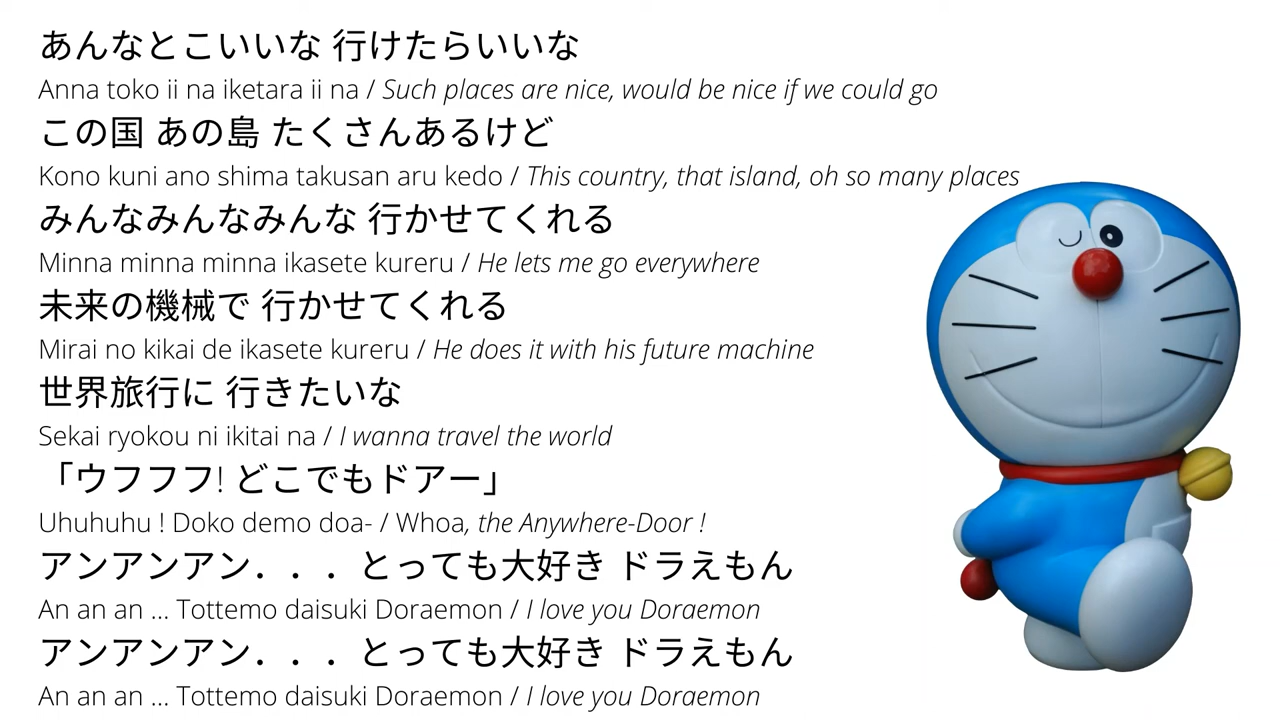 あんなとこいいな 行けたらいいな
Anna toko ii na iketara ii na / Such places are nice, would be nice if we could go
この国 あの島 たくさんあるけど
Kono kuni ano shima takusan aru kedo / This country, that island, oh so many places
みんなみんなみんな 行かせてくれる
Minna minna minna ikasete kureru / He lets me go everywhere
未来の機械で 行かせてくれる
Mirai no kikai de ikasete kureru / He does it with his future machine
世界旅行に 行きたいな
Sekai ryokou ni ikitai na / I wanna travel the world
「ウフフフ! どこでもドアー」
Uhuhuhu ! Doko demo doa- / Whoa, the Anywhere-Door !
アンアンアン．．．とっても大好き ドラえもん
An an an ... Tottemo daisuki Doraemon / I love you Doraemon
アンアンアン．．．とっても大好き ドラえもん
An an an ... Tottemo daisuki Doraemon / I love you Doraemon